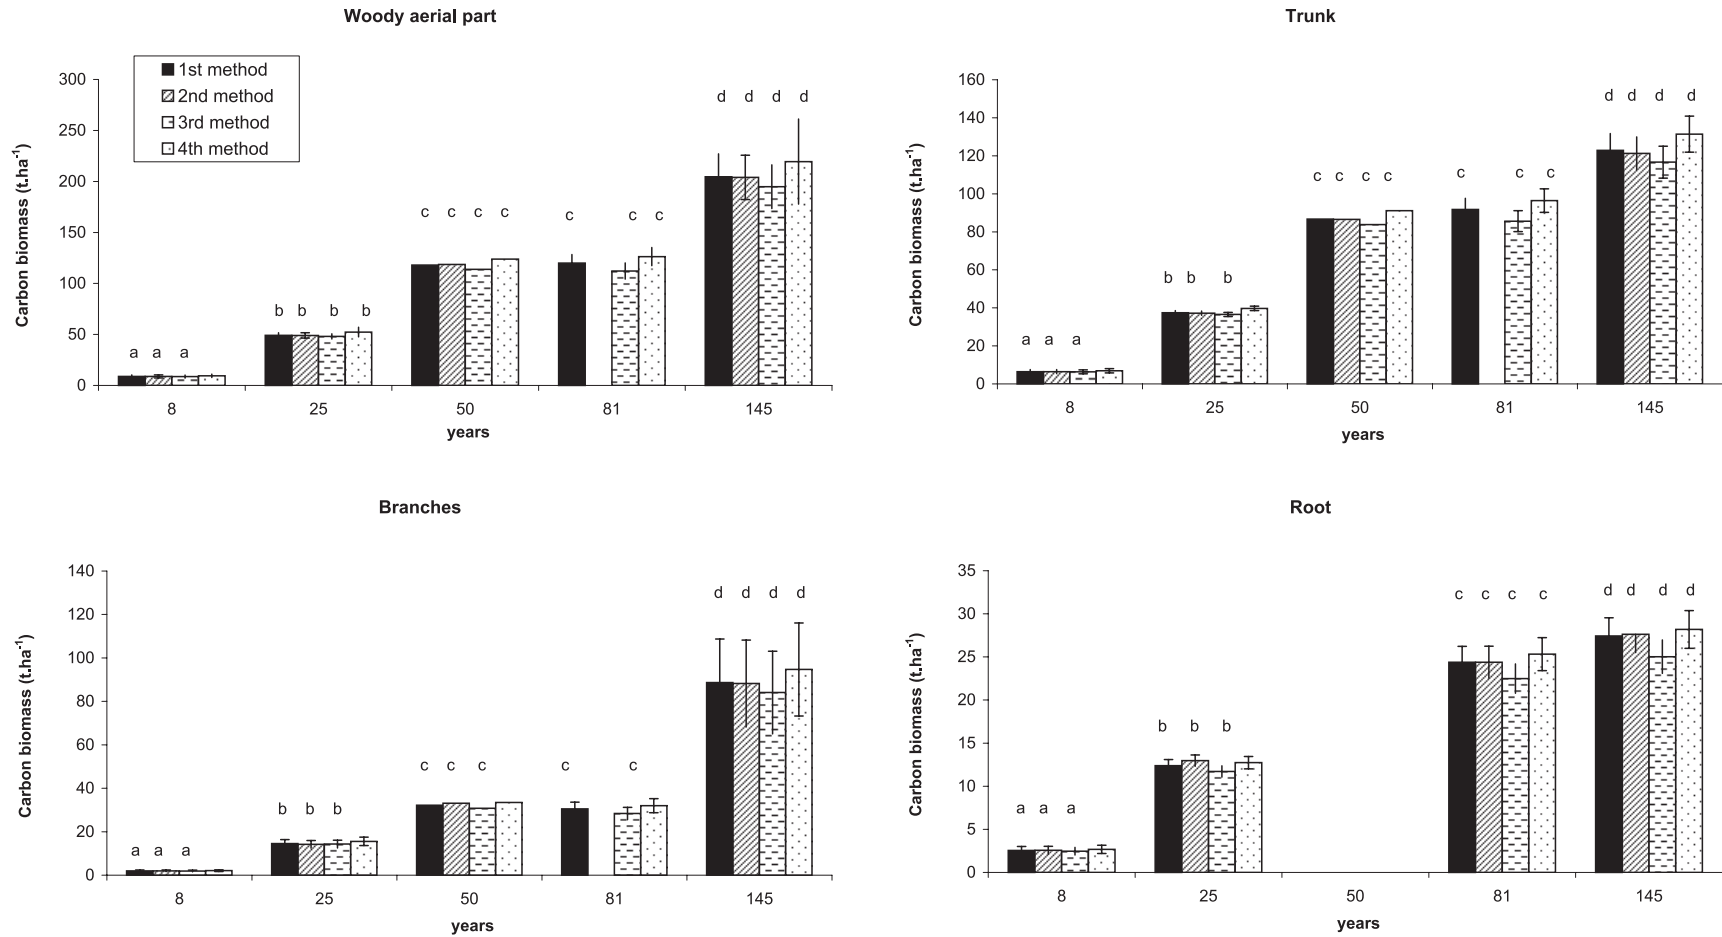 Woody aerial part
1st method
2nd method
3rd method
4th method
Carbon biomass (t.ha-1)
300
250
200
150
100
50
0
a a a
b b b b
c c c c
c c c
d d d d
8 25 50 81 145
years
Trunk
Carbon biomass (t.ha-1)
160
140
120
100
80
60
40
20
0
a a a
b b b
c c c c
c c c
d d d d
8 25 50 81 145
years
Branches
Carbon biomass (t.ha-1)
140
120
100
80
60
40
20
0
a a a
b b b
c c c
c c
d d d d
8 25 50 81 145
years
Root
Carbon biomass (t.ha-1)
35
30
25
20
15
10
5
0
a a a
b b b
c c c c
d d d d
8 25 50 81 145
years